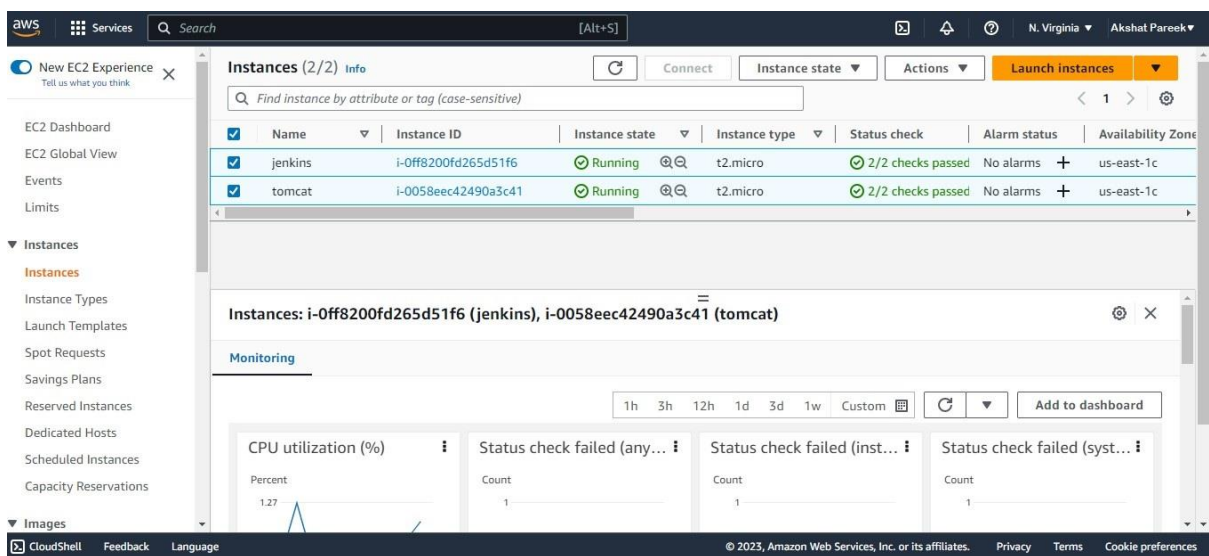 aws Services Search [Alt+S] N. Virginia Akshat Pareek
New EC2 Experience
Tell us what you think
EC2 Dashboard
EC2 Global View
Events
Limits
Instances
Instances
Instance Types
Launch Templates
Spot Requests
Savings Plans
Reserved Instances
Dedicated Hosts
Scheduled Instances
Capacity Reservations
Images
Instances (2/2) Info Connect Instance state Actions Launch instances
Find instance by attribute or tag (case-sensitive) 1
Name Instance ID Instance state Instance type Status check Alarm status Availability Zone
jenkins i-0ff8200fd265d51f6 Running t2.micro 2/2 checks passed No alarms + us-east-1c
tomcat i-0058eec42490a3c41 Running t2.micro 2/2 checks passed No alarms + us-east-1c
Instances: i-0ff8200fd265d51f6 (jenkins), i-0058eec42490a3c41 (tomcat)
Monitoring
1h 3h 12h 1d 3d 1w Custom Add to dashboard
CPU utilization (%) Status check failed (any... Status check failed (inst... Status check failed (syst...
Percent Count Count Count
1.27 1 1 1
CloudShell Feedback Language © 2023, Amazon Web Services, Inc. or its affiliates. Privacy Terms Cookie preferences